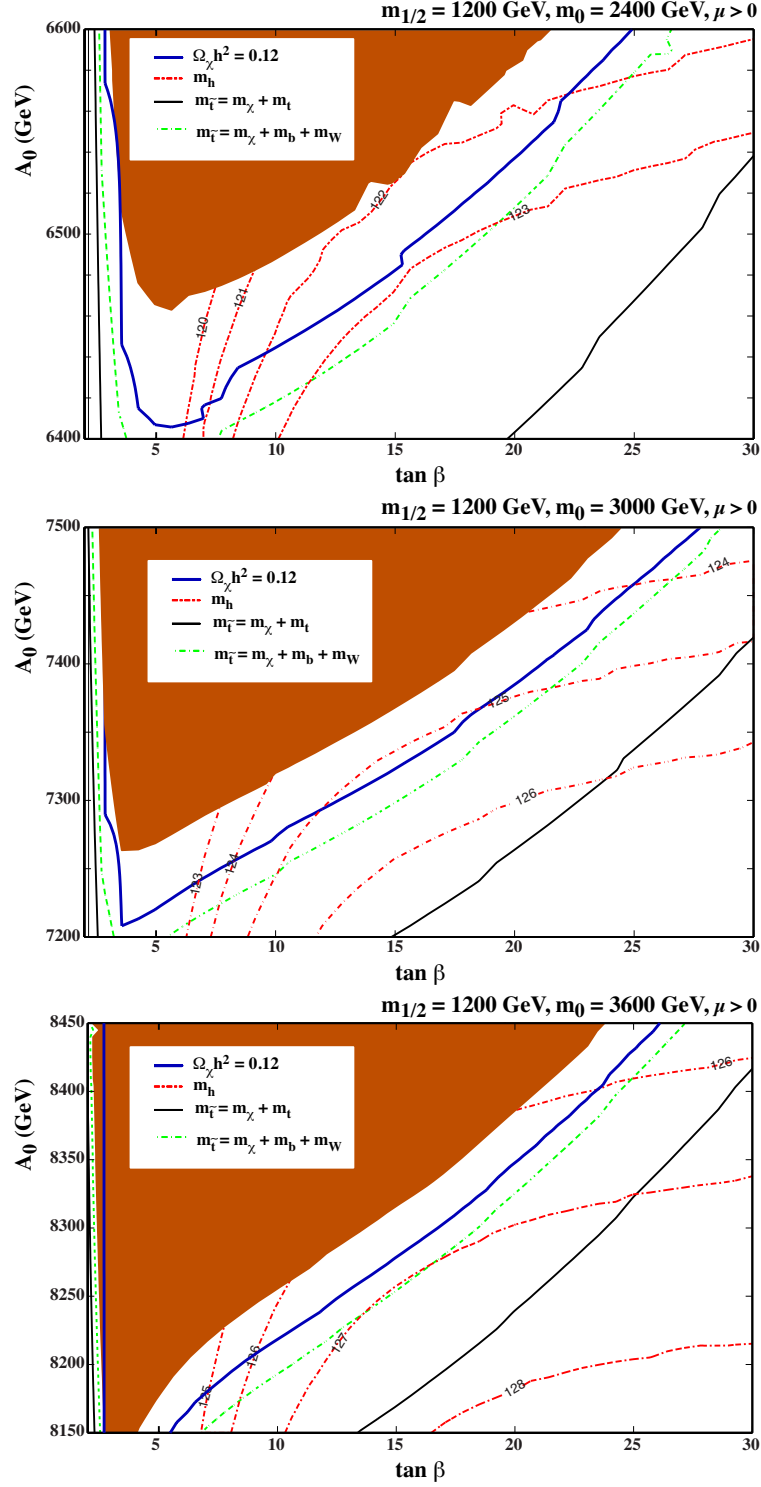 m1/2 = 1200 GeV, m0 = 2400 GeV, μ > 0
6600
6500
6400
A0 (GeV)
Ωχh2 = 0.12
mh
mt̃ = mχ + mt
mt̃ = mχ + mb + mW
122
123
121
120
5 10 15 20 25 30
tan β
m1/2 = 1200 GeV, m0 = 3000 GeV, μ > 0
7500
7400
7300
7200
A0 (GeV)
Ωχh2 = 0.12
mh
mt̃ = mχ + mt
mt̃ = mχ + mb + mW
124
125
126
123
124
5 10 15 20 25 30
tan β
m1/2 = 1200 GeV, m0 = 3600 GeV, μ > 0
8450
8400
8350
8300
8250
8200
8150
A0 (GeV)
Ωχh2 = 0.12
mh
mt̃ = mχ + mt
mt̃ = mχ + mb + mW
126
127
126
125
128
5 10 15 20 25 30
tan β